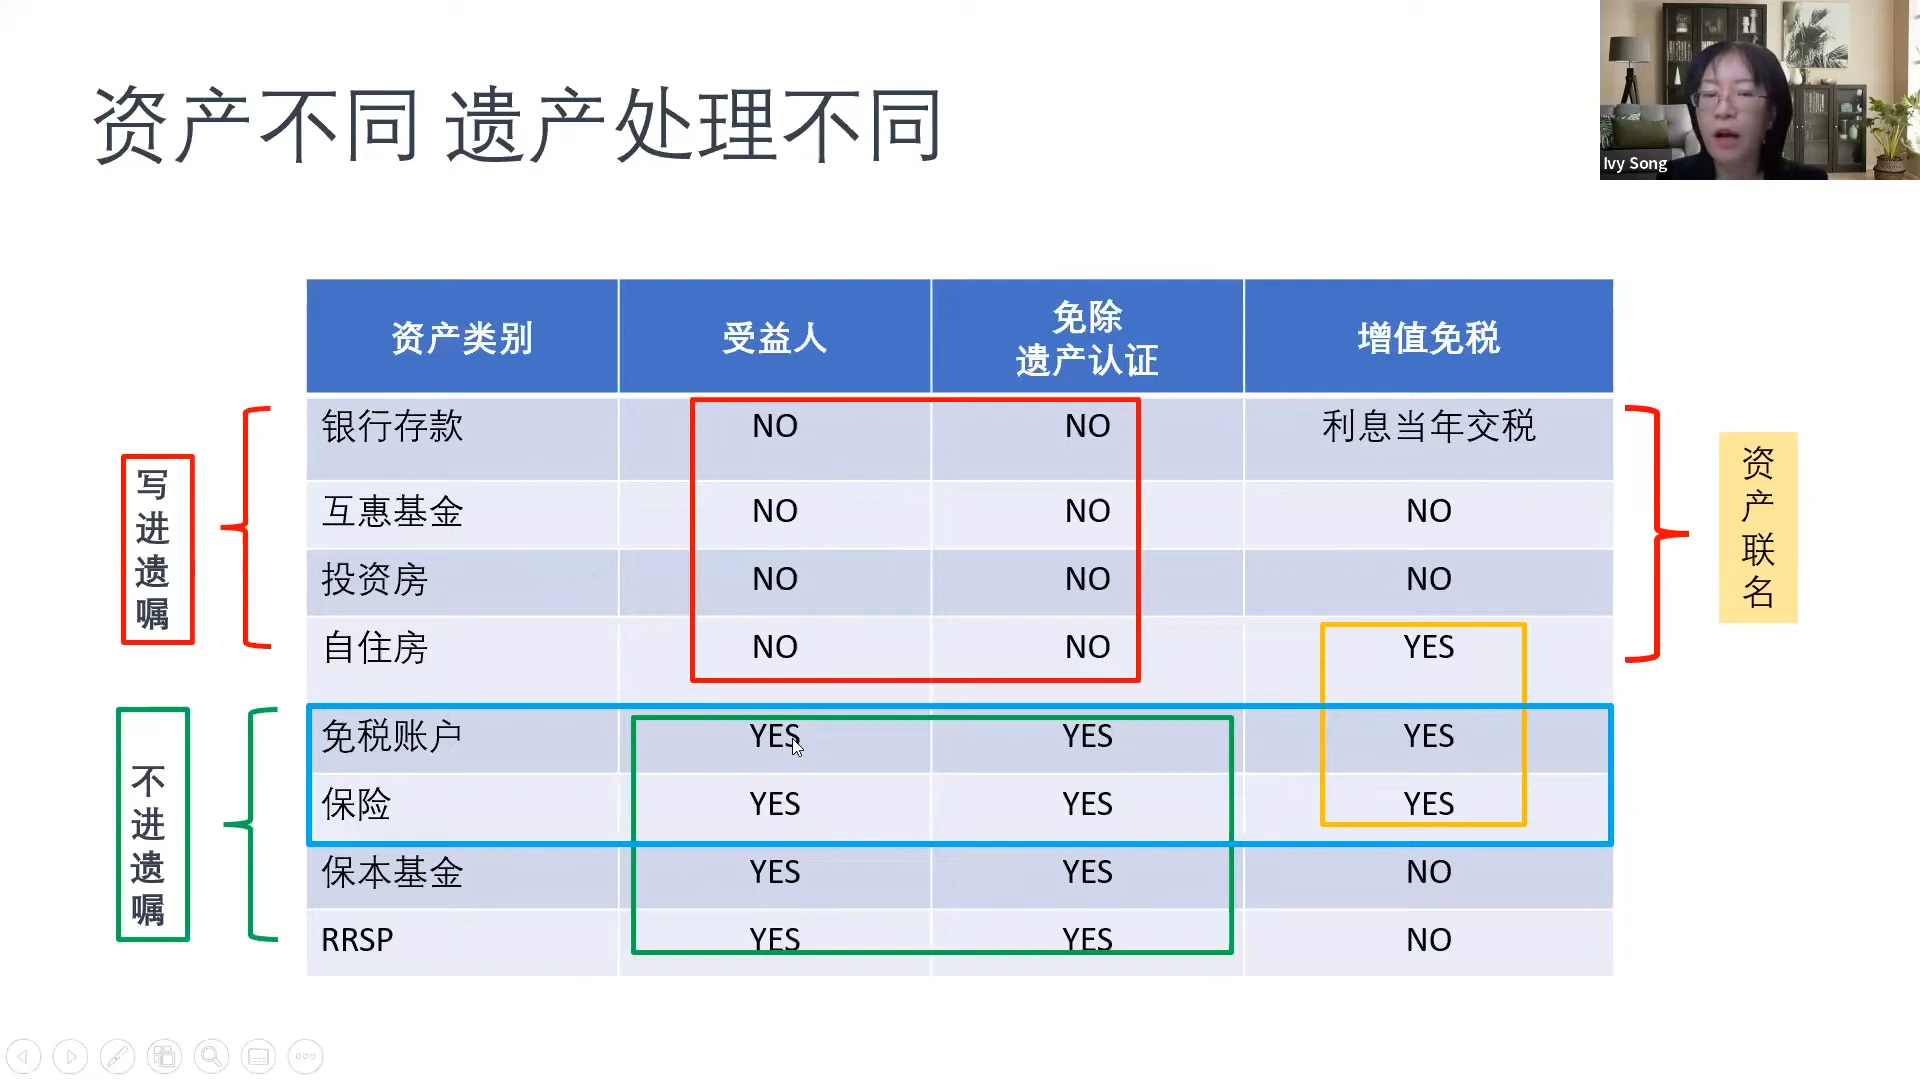 资产不同 遗产处理不同
Ivy Song
资产类别 受益人 免除 遗产认证 增值免税
银行存款 NO NO 利息当年交税
互惠基金 NO NO NO
投资房 NO NO NO
自住房 NO NO YES
免税账户 YES YES YES
保险 YES YES YES
保本基金 YES YES NO
RRSP YES YES NO
写进遗嘱
不进遗嘱
资产联名